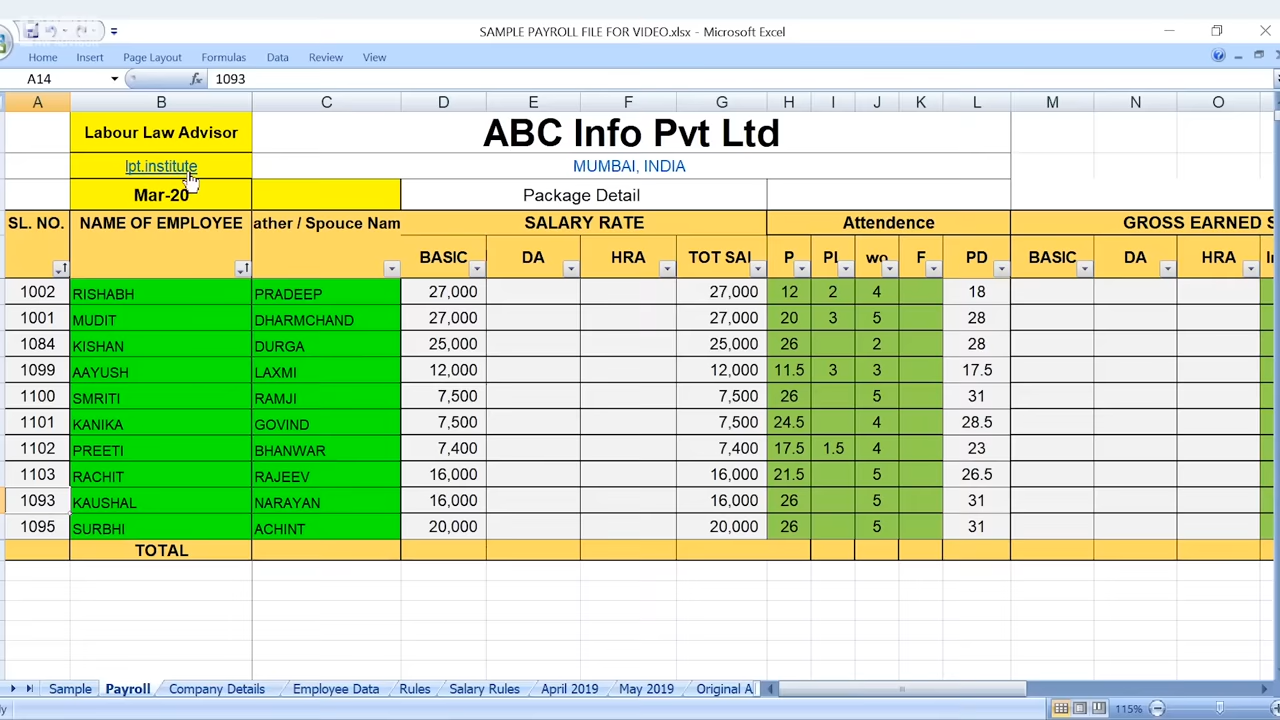 SAMPLE PAYROLL FILE FOR VIDEO.xlsx - Microsoft Excel
Home Insert Page Layout Formulas Data Review View
A14 fx 1093
A B C D E F G H I J K L M N O
Labour Law Advisor ABC Info Pvt Ltd
lpt.institute MUMBAI, INDIA
Mar-20 Package Detail
SL. NO. NAME OF EMPLOYEE ather / Spouce Nam SALARY RATE Attendence GROSS EARNED S
BASIC DA HRA TOT SAI P PL wo F PD BASIC DA HRA
1002 RISHABH PRADEEP 27,000 27,000 12 2 4 18
1001 MUDIT DHARMCHAND 27,000 27,000 20 3 5 28
1084 KISHAN DURGA 25,000 25,000 26 2 28
1099 AAYUSH LAXMI 12,000 12,000 11.5 3 3 17.5
1100 SMRITI RAMJI 7,500 7,500 26 5 31
1101 KANIKA GOVIND 7,500 7,500 24.5 4 28.5
1102 PREETI BHANWAR 7,400 7,400 17.5 1.5 4 23
1103 RACHIT RAJEEV 16,000 16,000 21.5 5 26.5
1093 KAUSHAL NARAYAN 16,000 16,000 26 5 31
1095 SURBHI ACHINT 20,000 20,000 26 5 31
TOTAL
Sample Payroll Company Details Employee Data Rules Salary Rules April 2019 May 2019 Original A
115%